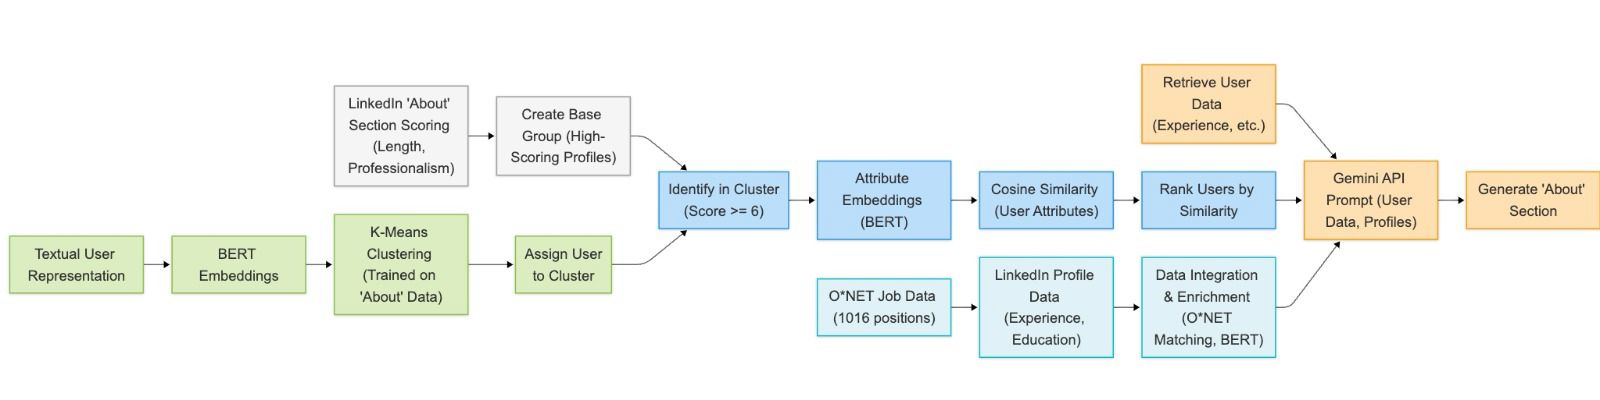 Retrieve User
Data
(Experience, etc.)
LinkedIn 'About'
Section Scoring
(Length,
Professionalism)
Create Base
Group (High-
Scoring Profiles)
Identify in Cluster
(Score >= 6)
Attribute
Embeddings
(BERT)
Cosine Similarity
(User Attributes)
Rank Users by
Similarity
Gemini API
Prompt (User
Data, Profiles)
Generate 'About'
Section
Textual User
Representation
BERT
Embeddings
K-Means
Clustering
(Trained on
'About' Data)
Assign User
to Cluster
O*NET Job Data
(1016 positions)
LinkedIn Profile
Data
(Experience,
Education)
Data Integration
& Enrichment
(O*NET
Matching, BERT)